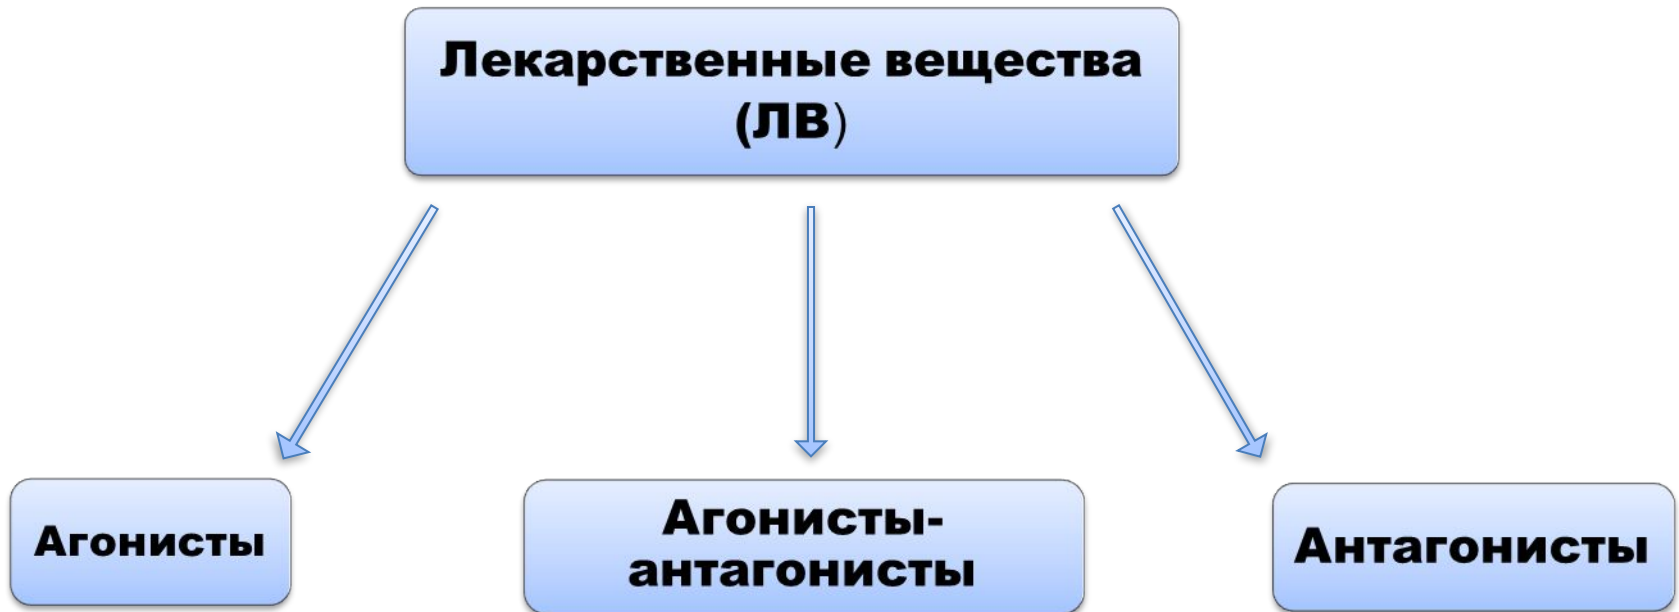 Лекарственные вещества
(ЛВ)
Агонисты
Агонисты-
антагонисты
Антагонисты